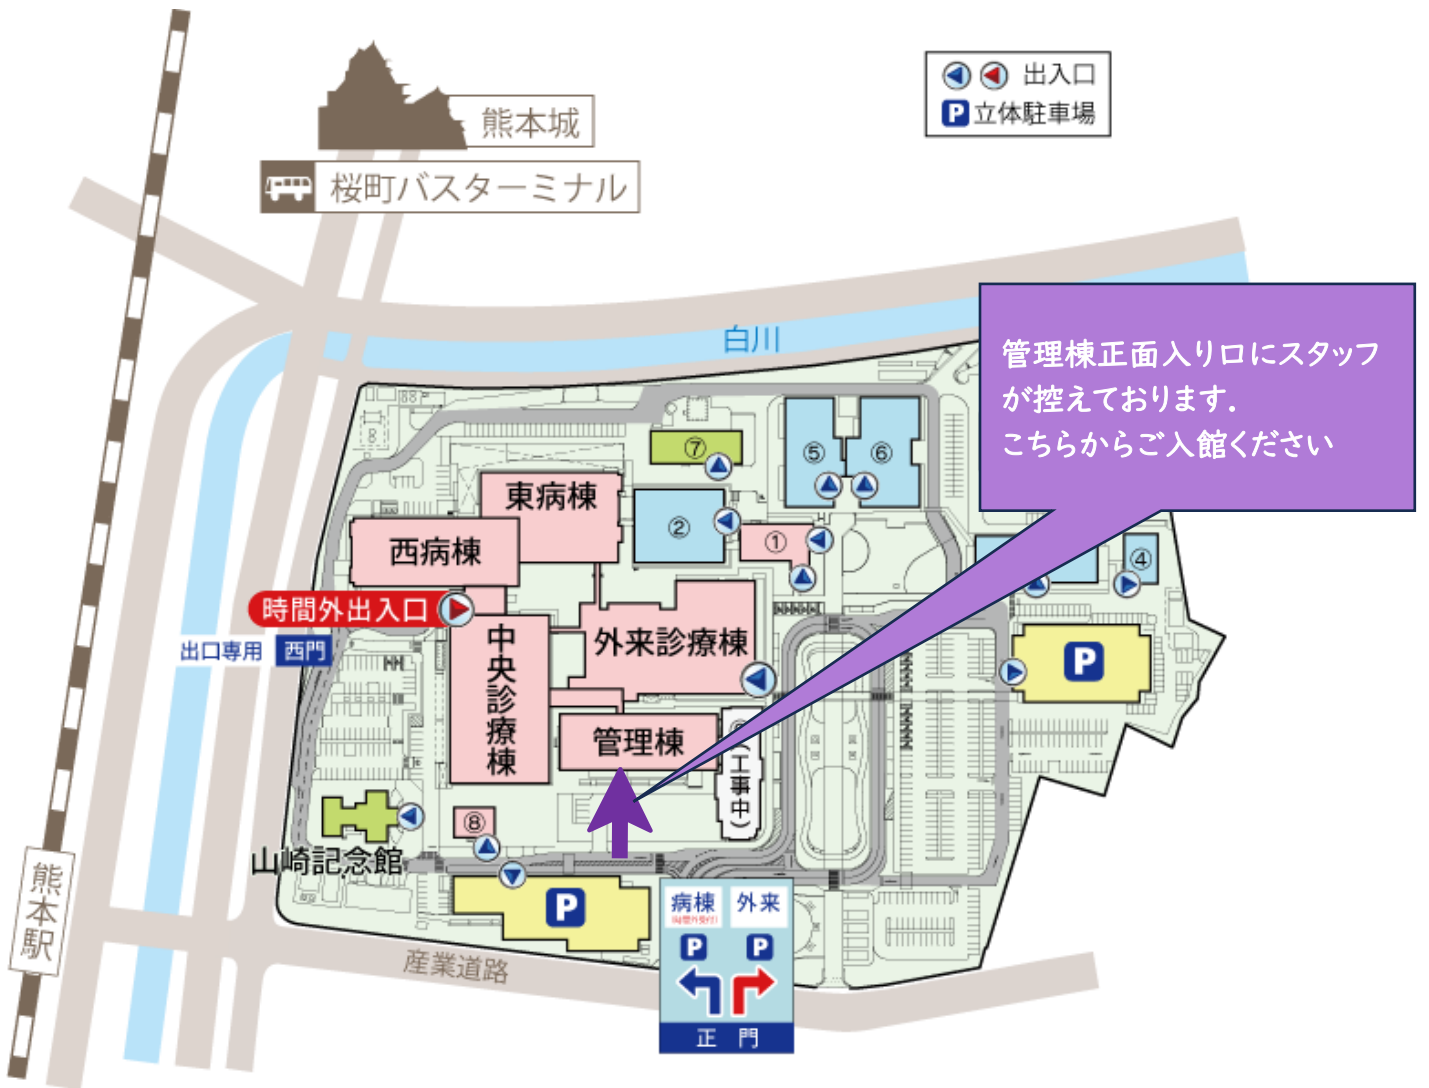 熊本城
桜町バスターミナル
出入口
P 立体駐車場
白川
管理棟正面入り口にスタッフ
が控えております.
こちらからご入館ください
⑦
⑤
⑥
東病棟
②
①
西病棟
④
時間外出入口
外来診療棟
出口専用 西門
中央診療棟
P
管理棟
(工事中)
⑧
山崎記念館
P
熊本駅
産業道路
病棟 外来
P P
正門